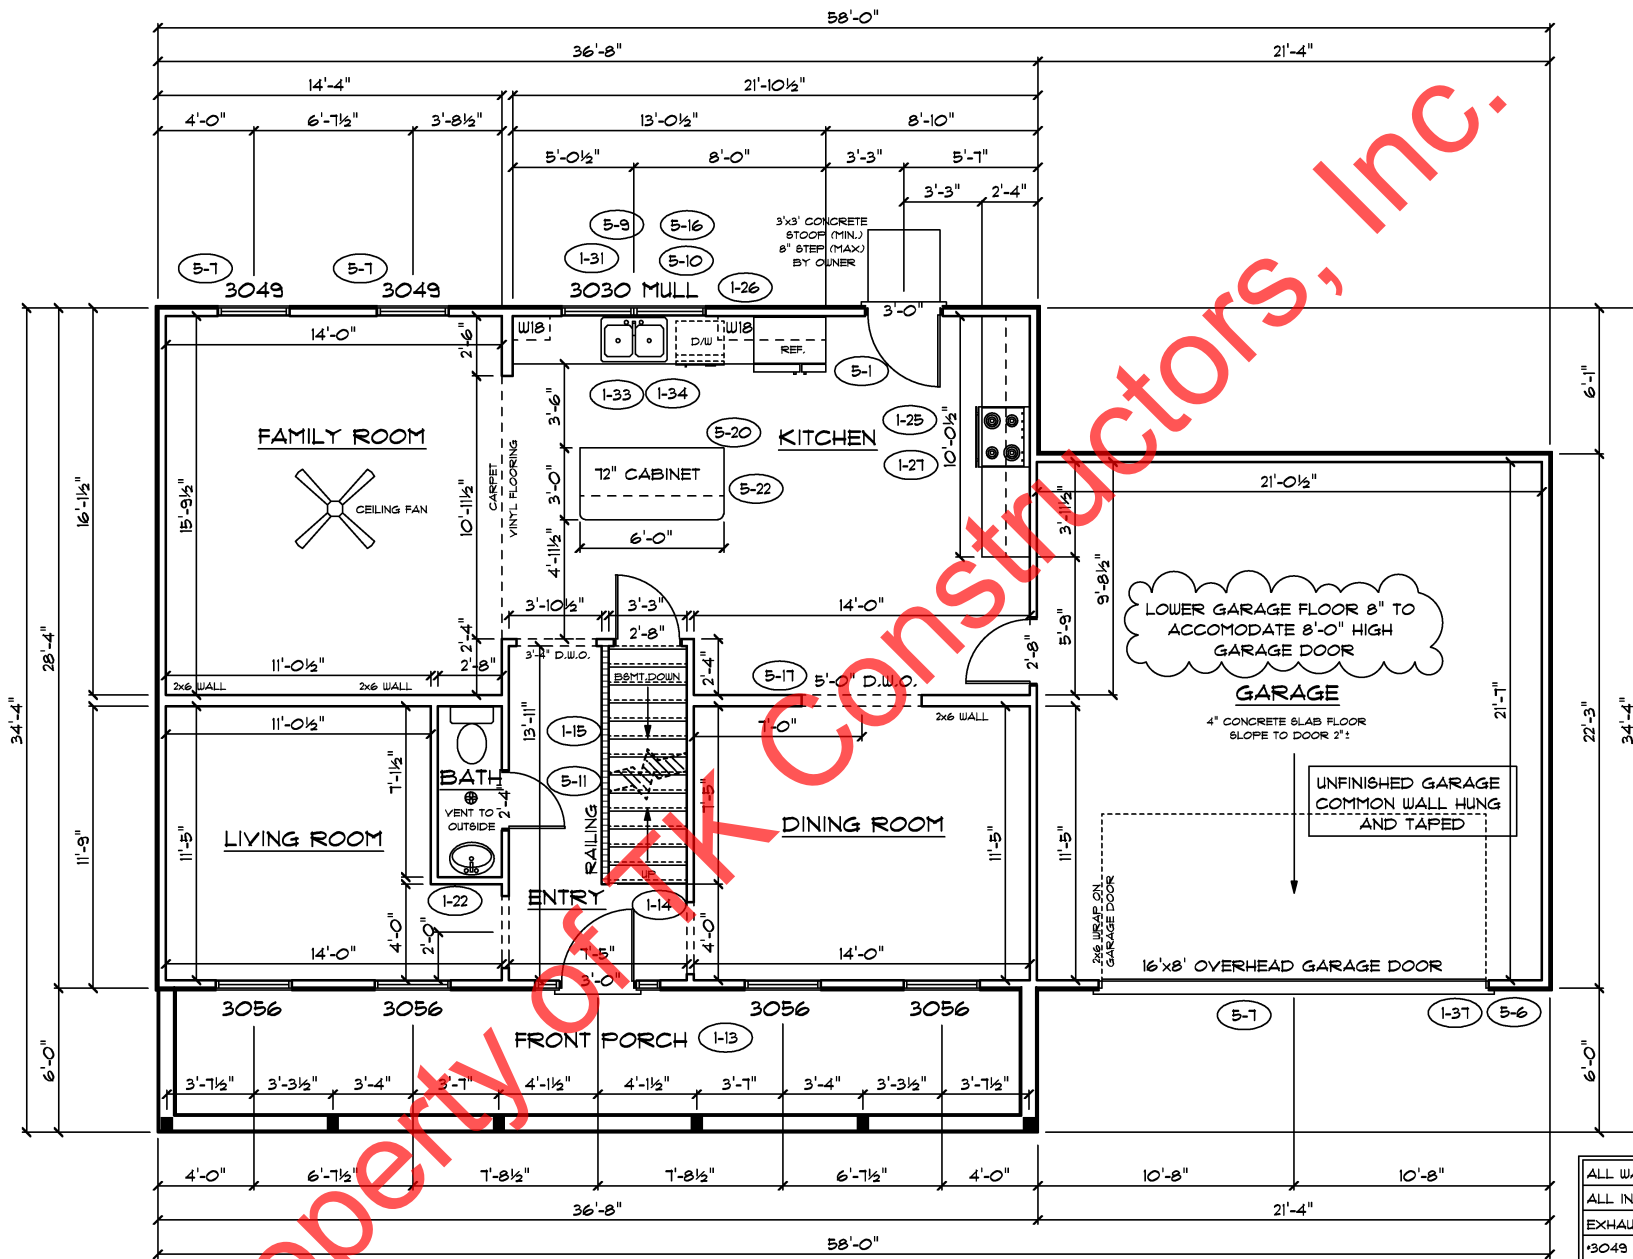 58'-0"
36'-8"
21'-4"
14'-4"
21'-10½"
4'-0"
6'-7½"
3'-8½"
13'-0½"
8'-10"
5'-0½"
8'-0"
3'-3"
5'-7"
3'-3"
2'-4"
3'x3' CONCRETE
STOOP (MIN.)
8" STEP (MAX)
BY OWNER
5-9
5-16
1-31
5-10
5-7
5-7
1-26
3049
3049
3030 MULL
3'-0"
W18
W18
D/W
REF.
14'-0"
2'-6"
5-1
1-33
1-34
3'-6"
1-25
5-20
FAMILY ROOM
KITCHEN
1-27
10'-0½"
6'-1"
72" CABINET
5-22
3'-0"
CARPET
VINYL FLOORING
CEILING FAN
16'-1½"
15'-9½"
10'-11½"
21'-0½"
3'-11½"
6'-0"
4'-11½"
9'-8½"
3'-10½"
3'-3"
14'-0"
LOWER GARAGE FLOOR 8" TO
ACCOMODATE 8'-0" HIGH
GARAGE DOOR
28'-4"
2'-4"
2'-8"
5'-9"
2'-8"
3'-4" D.W.O.
11'-0½"
2'-8"
BSMT. DOWN
2'-4"
5-17
5'-0" D.W.O.
2x6 WALL
2x6 WALL
GARAGE
34'-4"
11'-0½"
13'-11"
1-15
7'-0"
2x6 WALL
4" CONCRETE SLAB FLOOR
SLOPE TO DOOR 2"±
21'-7"
22'-3"
34'-4"
7'-1½"
BATH
5-11
2'-4"
7'-5"
UNFINISHED GARAGE
COMMON WALL HUNG
AND TAPED
VENT TO
OUTSIDE
LIVING ROOM
RAILING
DINING ROOM
11'-9"
11'-5"
11'-5"
11'-5"
UP
ENTRY
1-22
1-14
4'-0"
2'-0"
4'-0"
2x6 WRAP ON
GARAGE DOOR
14'-0"
7'-5"
14'-0"
3'-0"
16'x8' OVERHEAD GARAGE DOOR
3056
3056
3056
3056
5-7
1-37
5-6
FRONT PORCH
1-13
6'-0"
6'-0"
3'-7½"
3'-3½"
3'-4"
3'-7"
4'-1½"
4'-1½"
3'-7"
3'-4"
3'-3½"
3'-7½"
4'-0"
6'-7½"
7'-8½"
7'-8½"
6'-7½"
4'-0"
10'-8"
10'-8"
36'-8"
21'-4"
58'-0"
ALL
ALL IN
EXHAU
•3049
operty of TK Constructors, Inc.